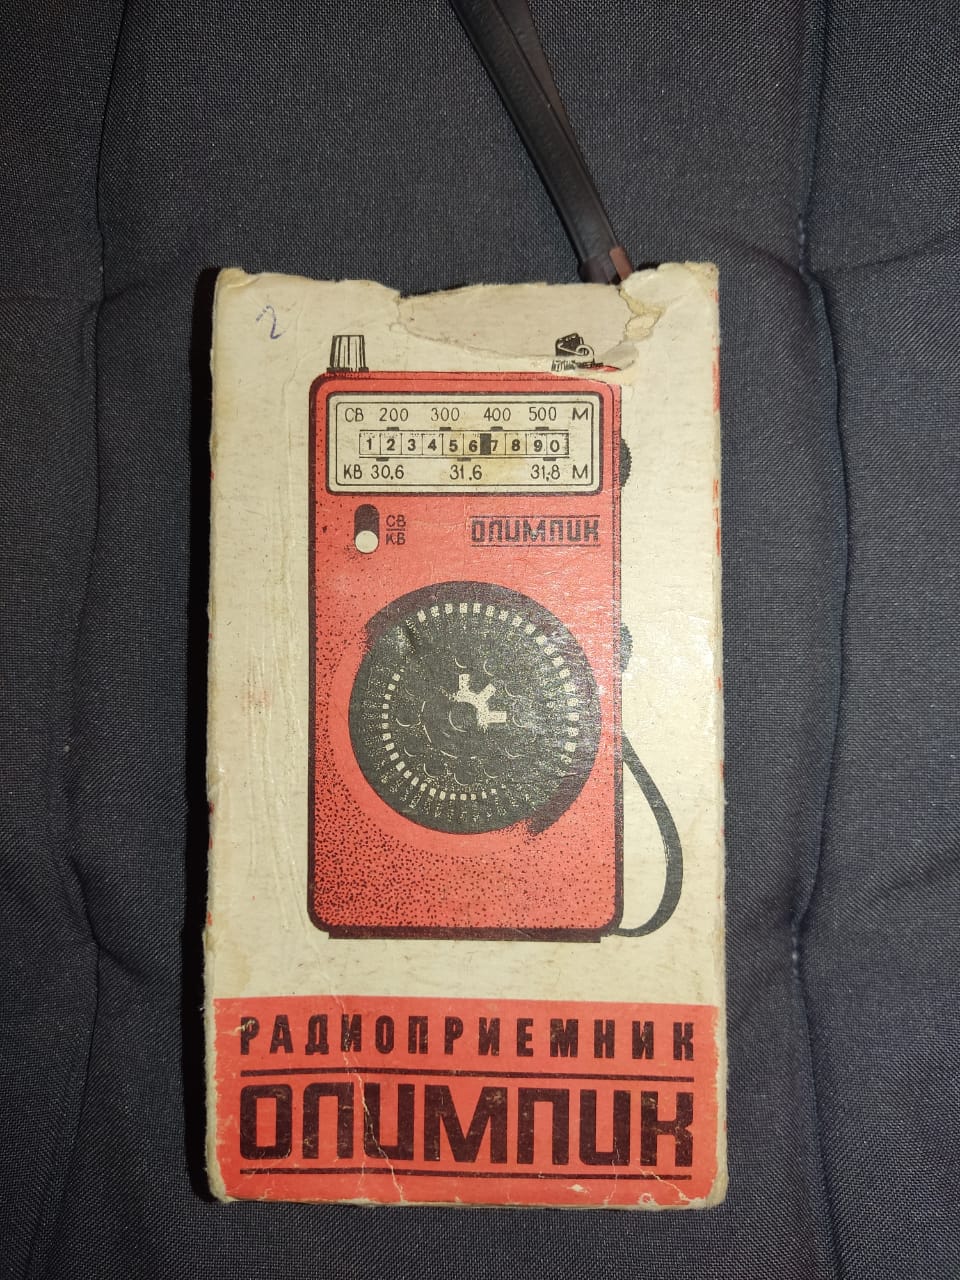 2
СВ 200 300 400 500 М
1 2 3 4 5 6 7 8 9 0
КВ 30,6 31,6 31,8 М
СВ
КВ
ОЛИМПИК
РАДИОПРИЕМНИК
ОЛИМПИК